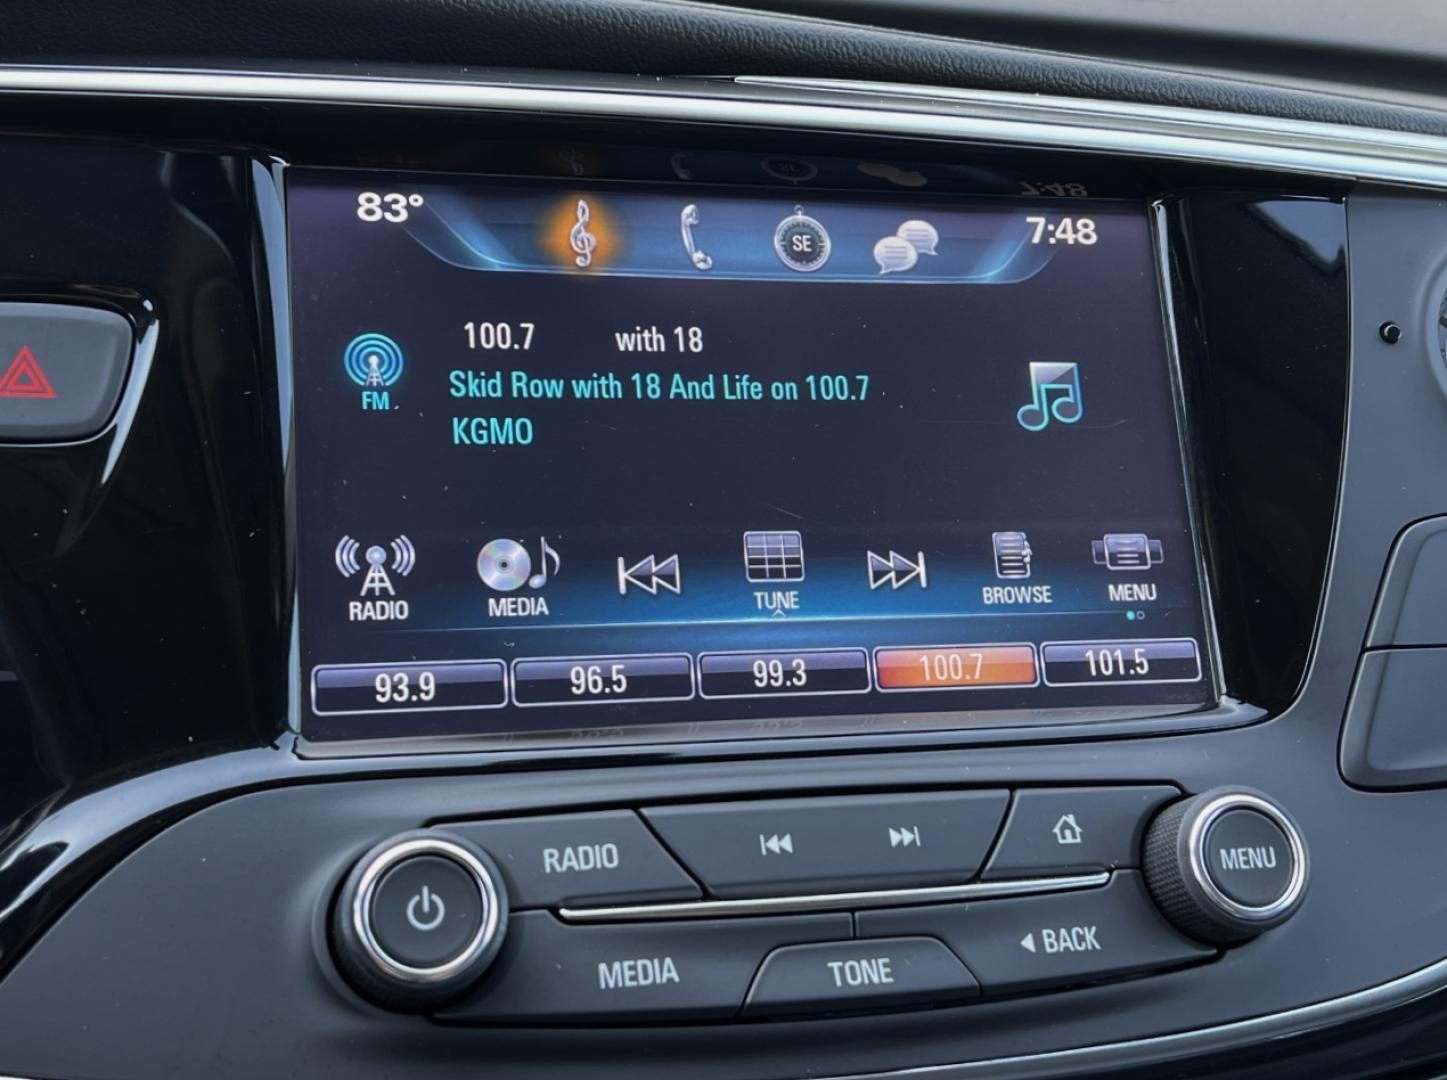 83° SE 7:48
100.7 with 18
FM Skid Row with 18 And Life on 100.7
KGMO
RADIO MEDIA TUNE BROWSE MENU
93.9 96.5 99.3 100.7 101.5
RADIO
MENU
MEDIA TONE BACK